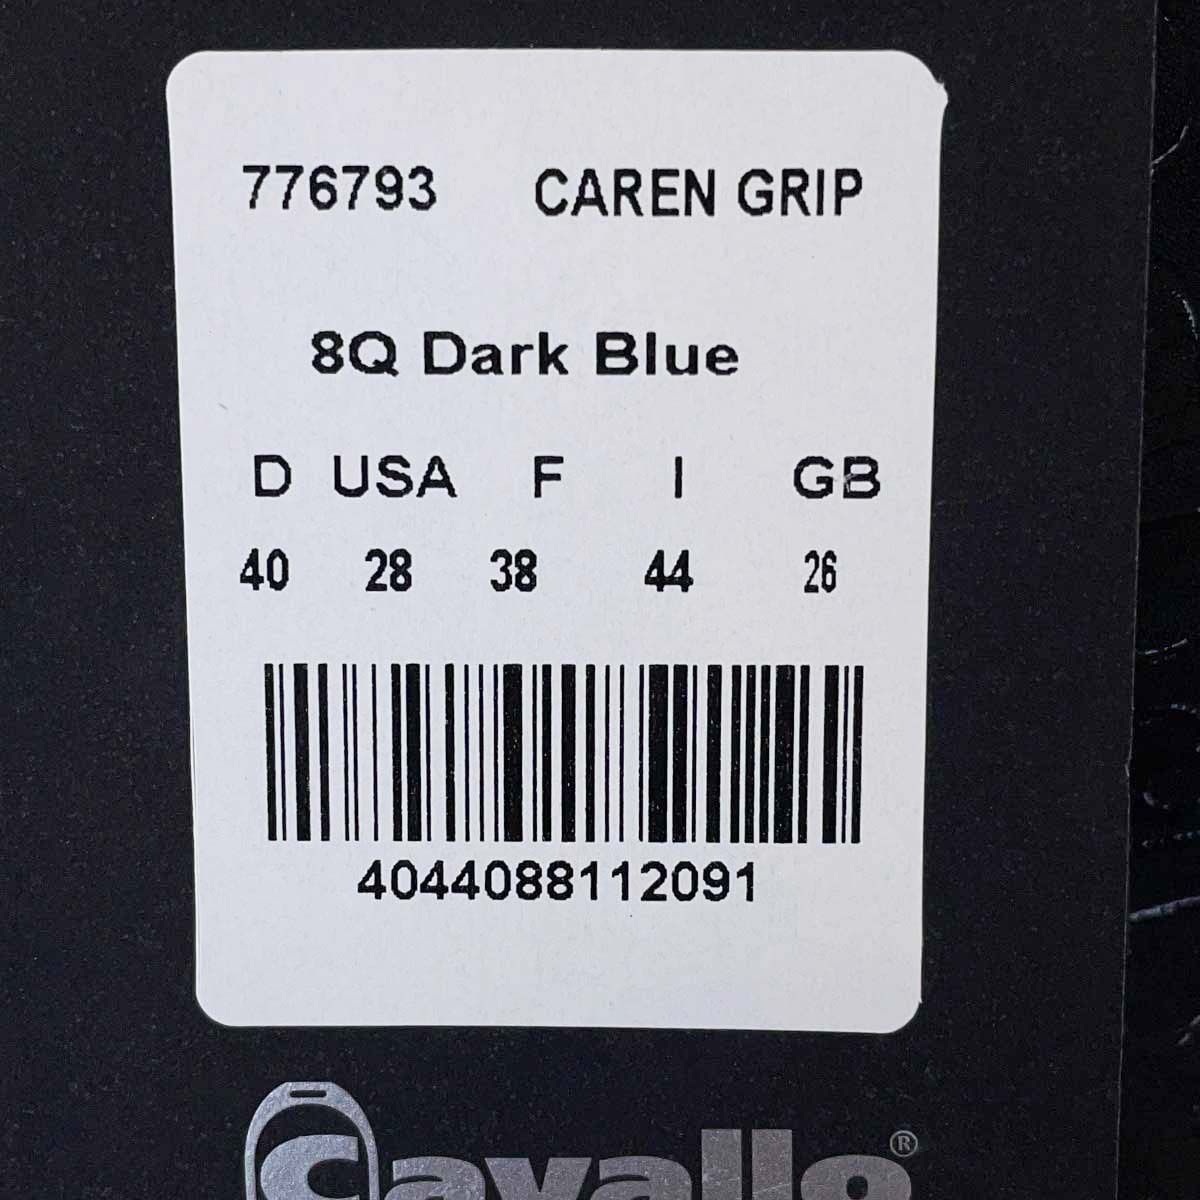 776793 CAREN GRIP
8Q Dark Blue
D USA F I GB
40 28 38 44 26
4044088112091
Cavallo®